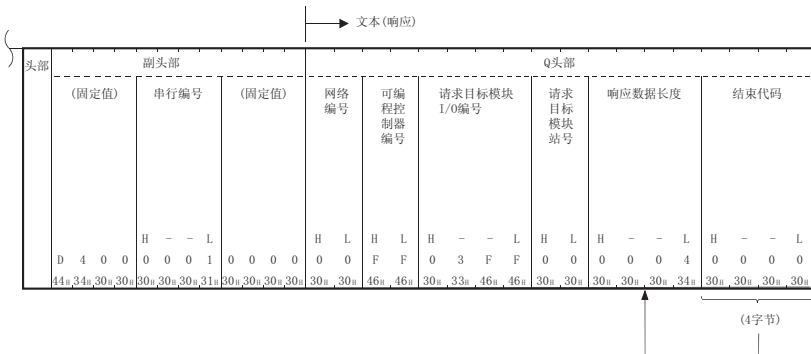 文本(响应)
头部 副头部 Q头部
(固定值) 串行编号 (固定值) 网络 可编 请求目标模块 请求 响应数据长度 结束代码
编号 程控 I/O编号 目标
制器 模块
编号 站号
H - - L H L H L H - - L H L H - - L H - - L
D 4 0 0 0 0 0 1 0 0 0 0 0 0 F F 0 3 F F 0 0 0 0 0 4 0 0 0 0
44H 34H 30H 30H 30H 30H 30H 31H 30H 30H 30H 30H 30H 30H 46H 46H 30H 33H 46H 46H 30H 30H 30H 30H 30H 34H 30H 30H 30H 30H
(4字节)